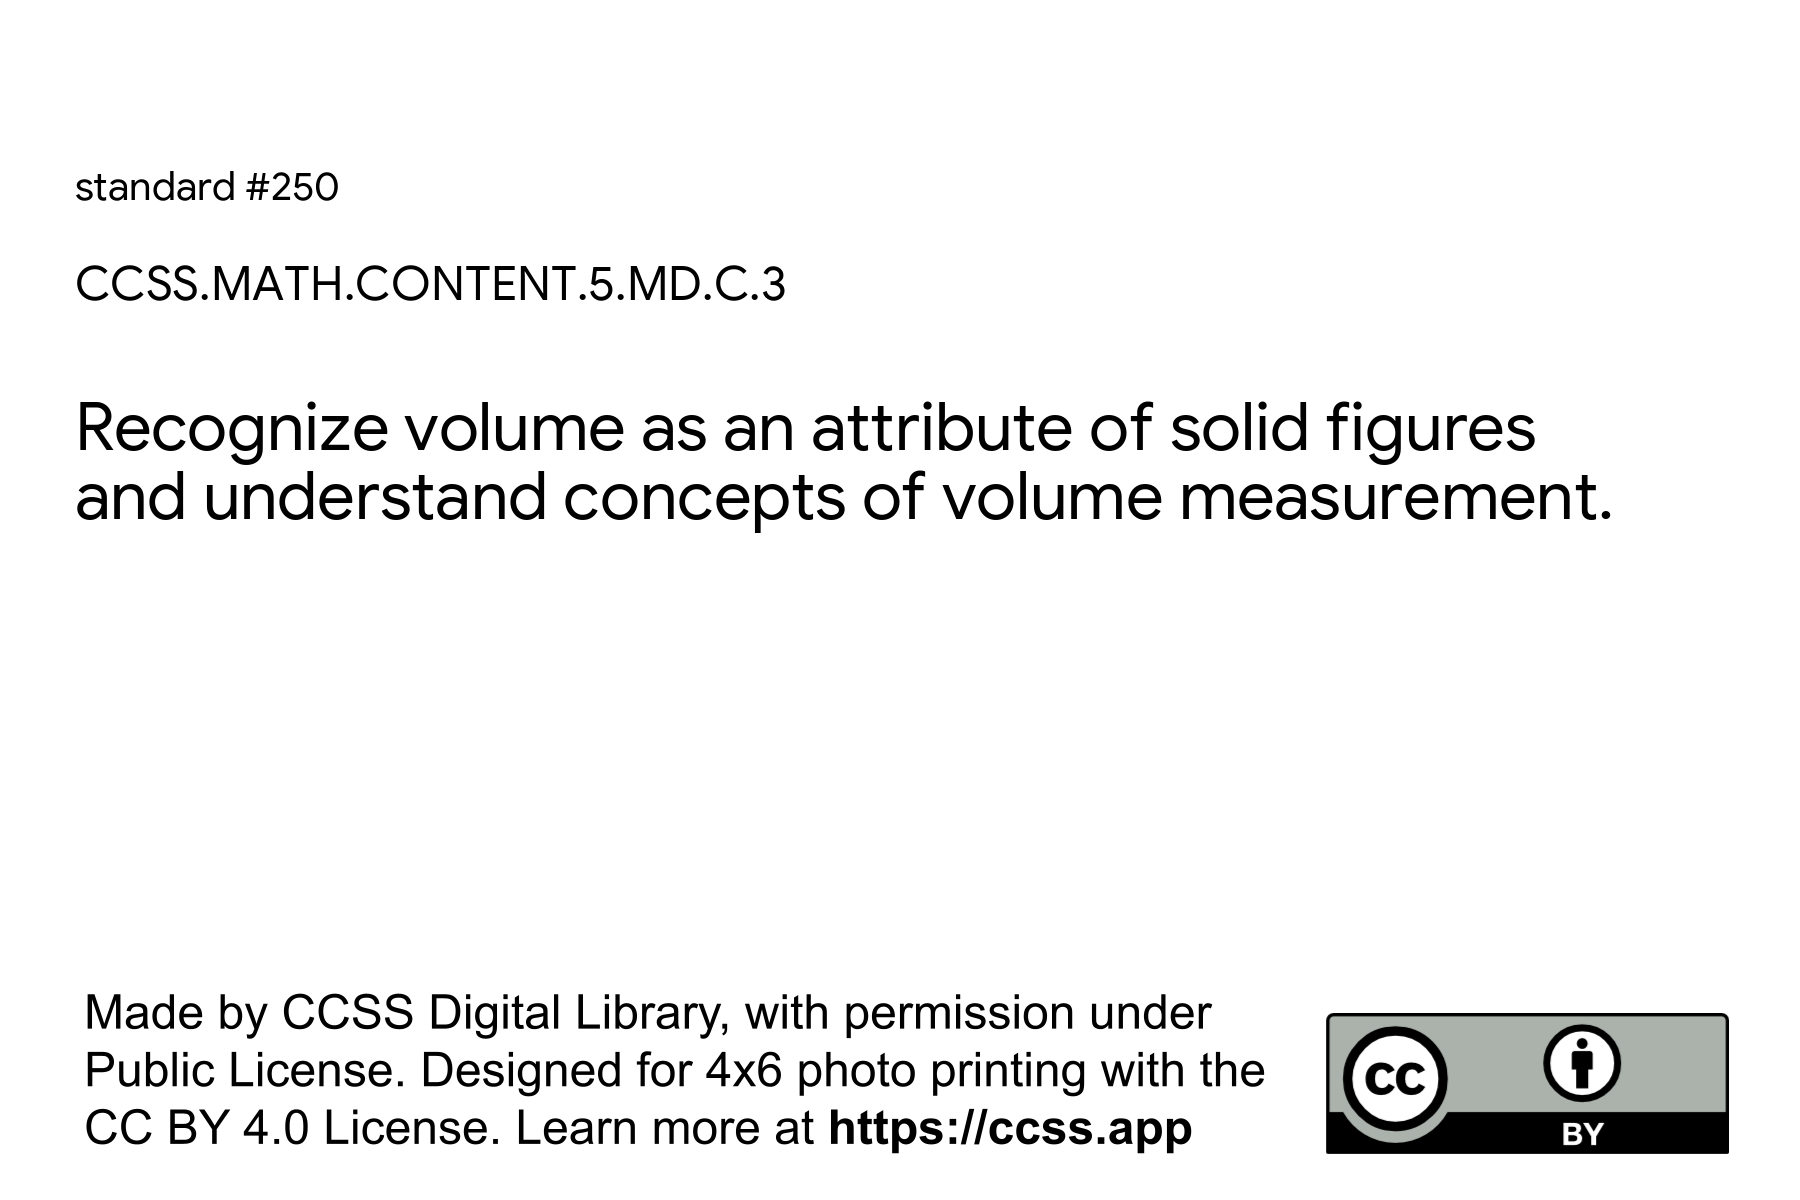 standard #250
CCSS.MATH.CONTENT.5.MD.C.3
Recognize volume as an attribute of solid figures
and understand concepts of volume measurement.
Made by CCSS Digital Library, with permission under
Public License. Designed for 4x6 photo printing with the
CC BY 4.0 License. Learn more at https://ccss.app
cc
BY